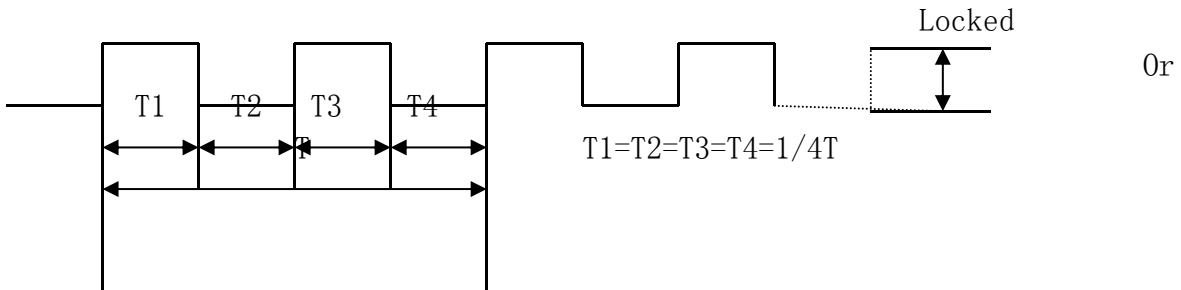 Locked
Or
T1 T2 T3 T4
T
T1=T2=T3=T4=1/4T